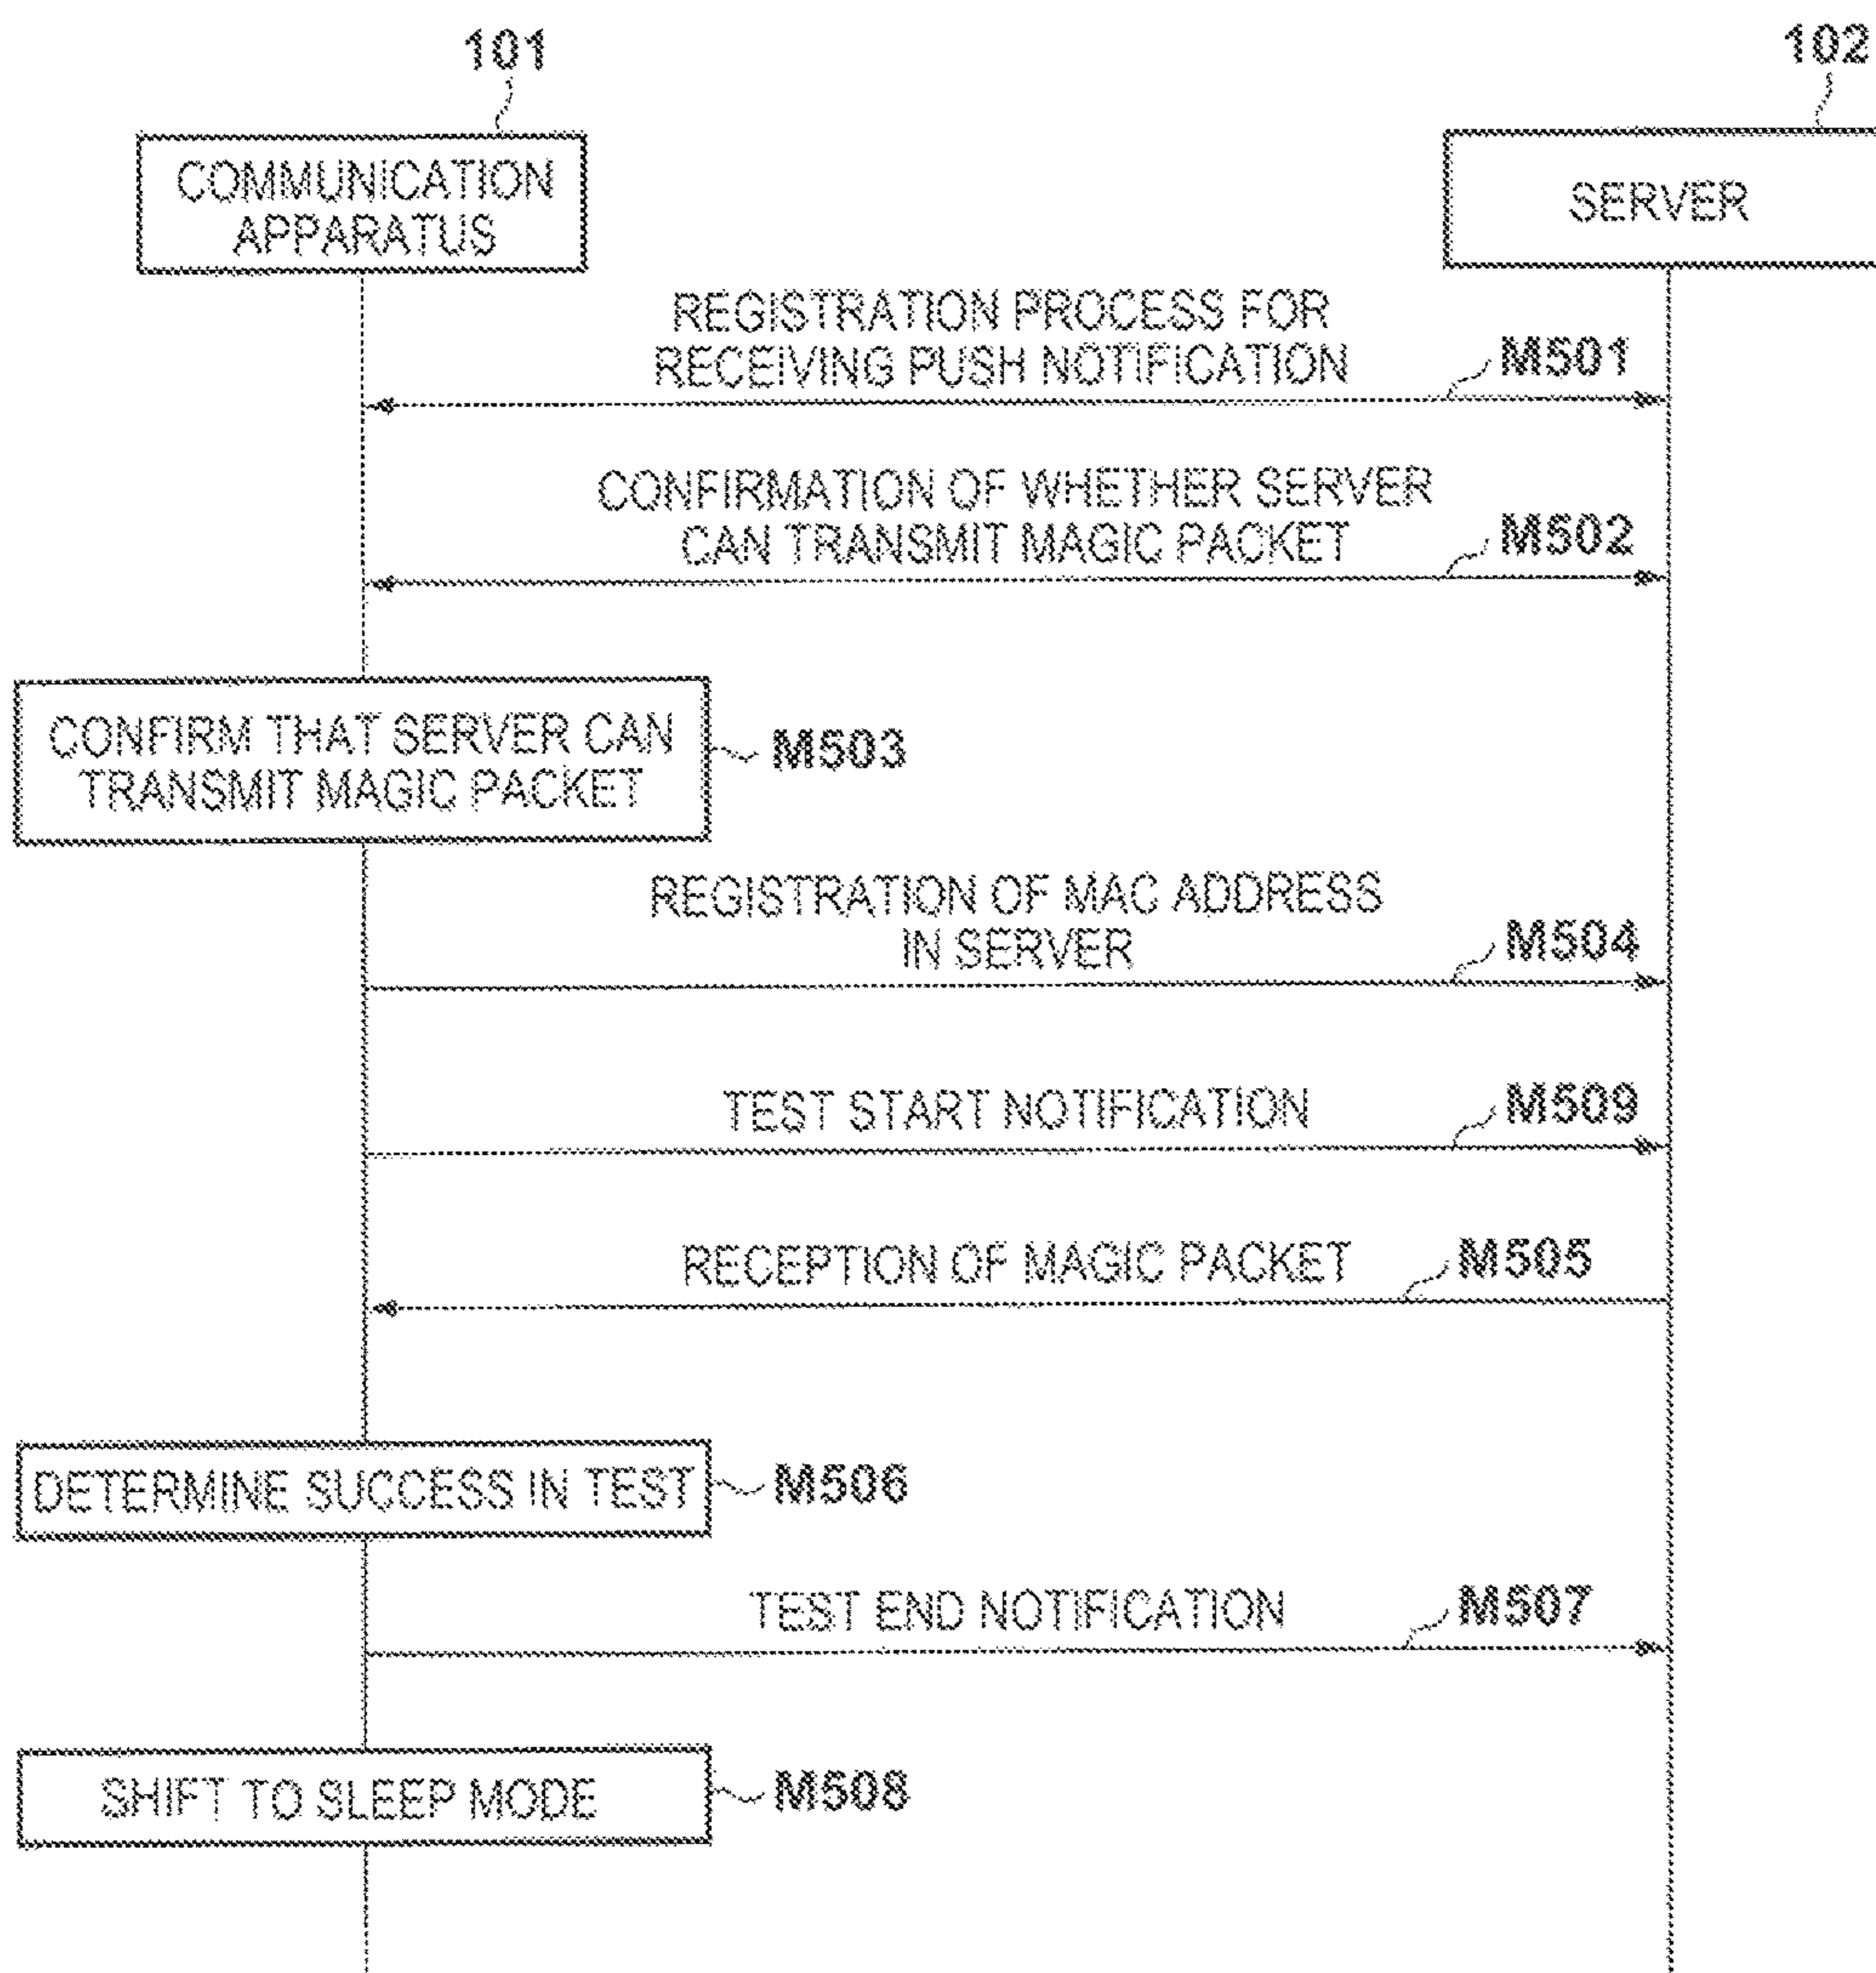 101
102
COMMUNICATION
APPARATUS
SERVER
REGISTRATION PROCESS FOR
RECEIVING PUSH NOTIFICATION
M501
CONFIRMATION OF WHETHER SERVER
CAN TRANSMIT MAGIC PACKET
M502
CONFIRM THAT SERVER CAN
TRANSMIT MAGIC PACKET
M503
REGISTRATION OF MAC ADDRESS
IN SERVER
M504
TEST START NOTIFICATION
M509
RECEPTION OF MAGIC PACKET
M505
DETERMINE SUCCESS IN TEST
M506
TEST END NOTIFICATION
M507
SHIFT TO SLEEP MODE
M508